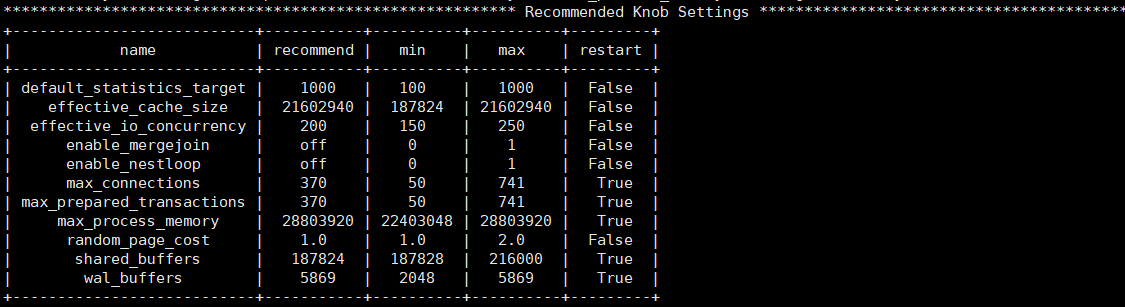 ********************************************************* Recommended Knob Settings *****************************************
+---------------------------+-----------+----------+----------+---------+
|            name           | recommend |   min    |   max    | restart |
+---------------------------+-----------+----------+----------+---------+
| default_statistics_target |    1000   |   100    |   1000   |  False  |
|    effective_cache_size   |  21602940 |  187824  | 21602940 |  False  |
|  effective_io_concurrency |    200    |   150    |   250    |  False  |
|      enable_mergejoin     |    off    |    0     |    1     |  False  |
|      enable_nestloop      |    off    |    0     |    1     |  False  |
|      max_connections      |    370    |    50    |   741    |   True  |
| max_prepared_transactions |    370    |    50    |   741    |   True  |
|     max_process_memory    |  28803920 | 22403048 | 28803920 |   True  |
|      random_page_cost     |    1.0    |   1.0    |   2.0    |  False  |
|       shared_buffers      |   187824  |  187828  |  216000  |   True  |
|        wal_buffers        |    5869   |   2048   |   5869   |   True  |
+---------------------------+-----------+----------+----------+---------+